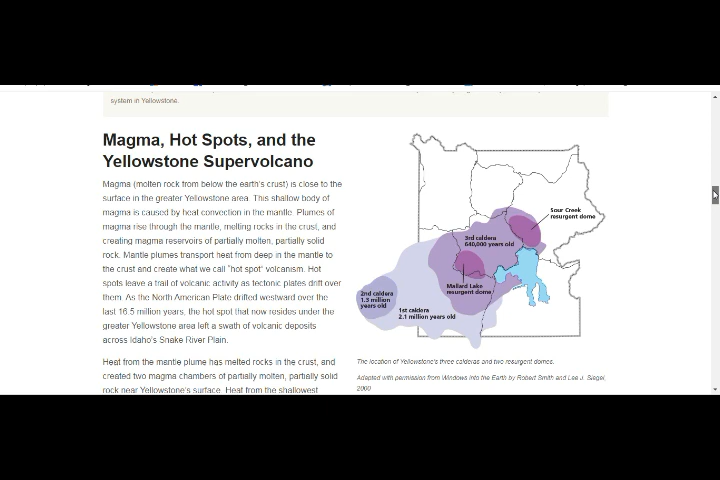 system in Yellowstone.
Magma, Hot Spots, and the
Yellowstone Supervolcano
Magma (molten rock from below the earth's crust) is close to the
surface in the greater Yellowstone area. This shallow body of
magma is caused by heat convection in the mantle. Plumes of
magma rise through the mantle, melting rocks in the crust, and
creating magma reservoirs of partially molten, partially solid
rock. Mantle plumes transport heat from deep in the mantle to
the crust and create what we call "hot spot" volcanism. Hot
spots leave a trail of volcanic activity as tectonic plates drift over
them. As the North American Plate drifted westward over the
last 16.5 million years, the hot spot that now resides under the
greater Yellowstone area left a swath of volcanic deposits
across Idaho's Snake River Plain.
Heat from the mantle plume has melted rocks in the crust, and
created two magma chambers of partially molten, partially solid
rock near Yellowstone's surface. Heat from the shallowest
Sour Creek
resurgent dome
3rd caldera
640,000 years old
Mallard Lake
resurgent dome
2nd caldera
1.3 million
years old
1st caldera
2.1 million years old
The location of Yellowstone's three calderas and two resurgent domes.
Adapted with permission from Windows into the Earth by Robert Smith and Lee J. Siegel,
2000